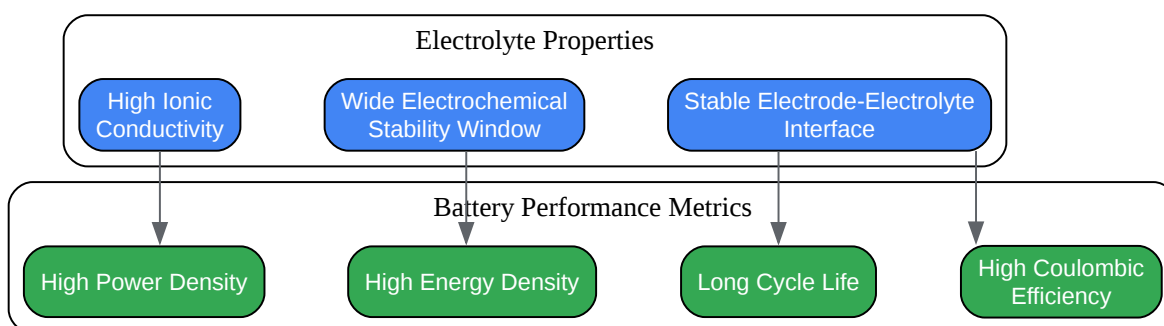 Electrolyte Properties
High Ionic
Conductivity
Wide Electrochemical
Stability Window
Stable Electrode-Electrolyte
Interface
Battery Performance Metrics
High Power Density
High Energy Density
Long Cycle Life
High Coulombic
Efficiency